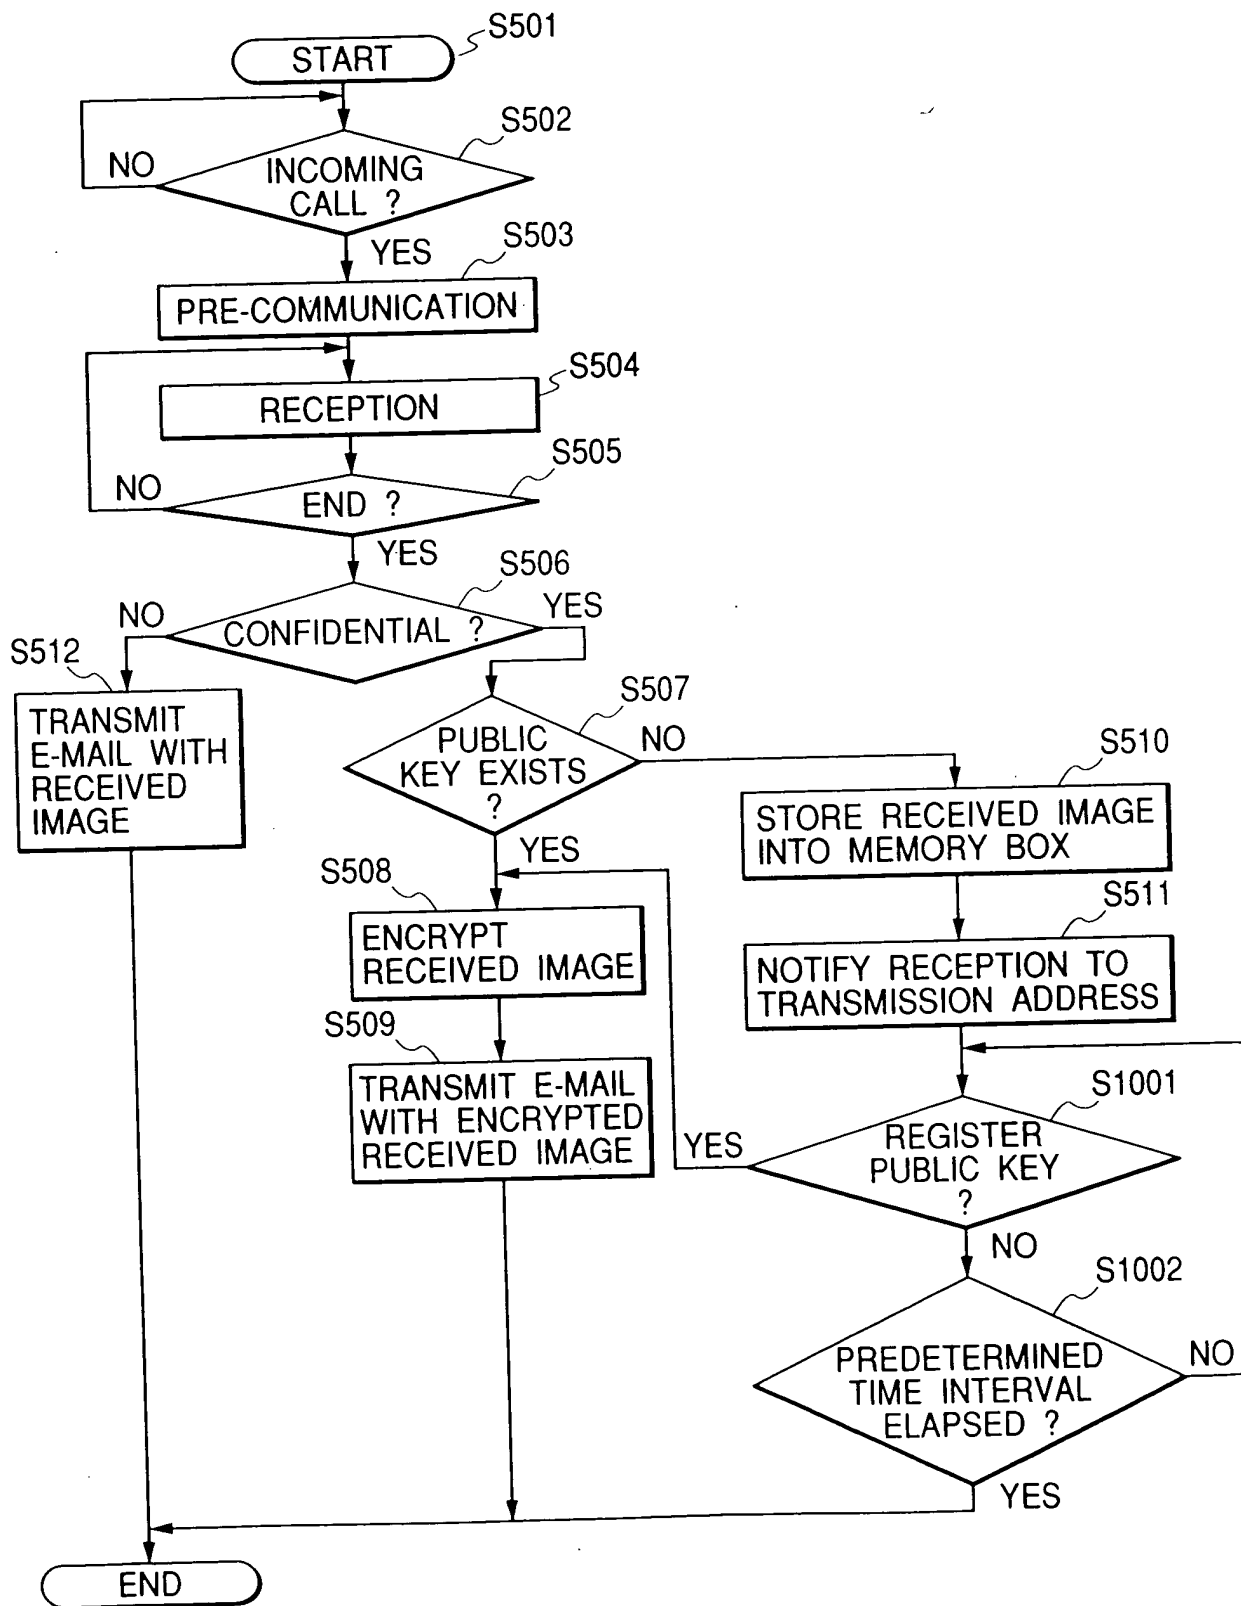 S501
START
S502
NO
INCOMING
CALL ?
YES
S503
PRE-COMMUNICATION
S504
RECEPTION
S505
NO
END ?
YES
S506
NO
YES
CONFIDENTIAL ?
S512
TRANSMIT
E-MAIL WITH
RECEIVED
IMAGE
S507
PUBLIC
KEY EXISTS
?
NO
YES
S510
STORE RECEIVED IMAGE
INTO MEMORY BOX
S508
ENCRYPT
RECEIVED IMAGE
S511
NOTIFY RECEPTION TO
TRANSMISSION ADDRESS
S509
TRANSMIT E-MAIL
WITH ENCRYPTED
RECEIVED IMAGE
S1001
YES
REGISTER
PUBLIC KEY
?
NO
S1002
PREDETERMINED
TIME INTERVAL
ELAPSED ?
NO
YES
END